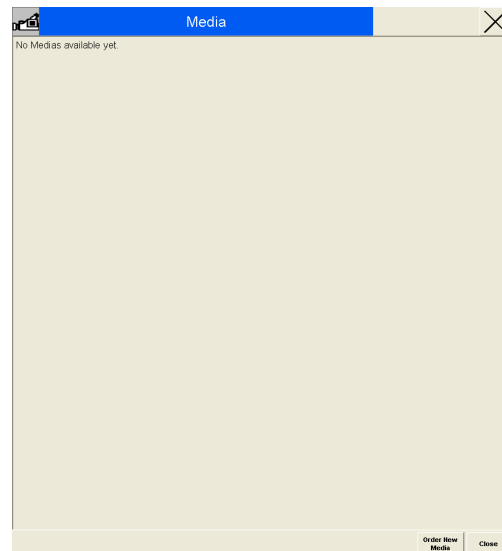 Media
No Medias available yet.
Order New
Media
Close